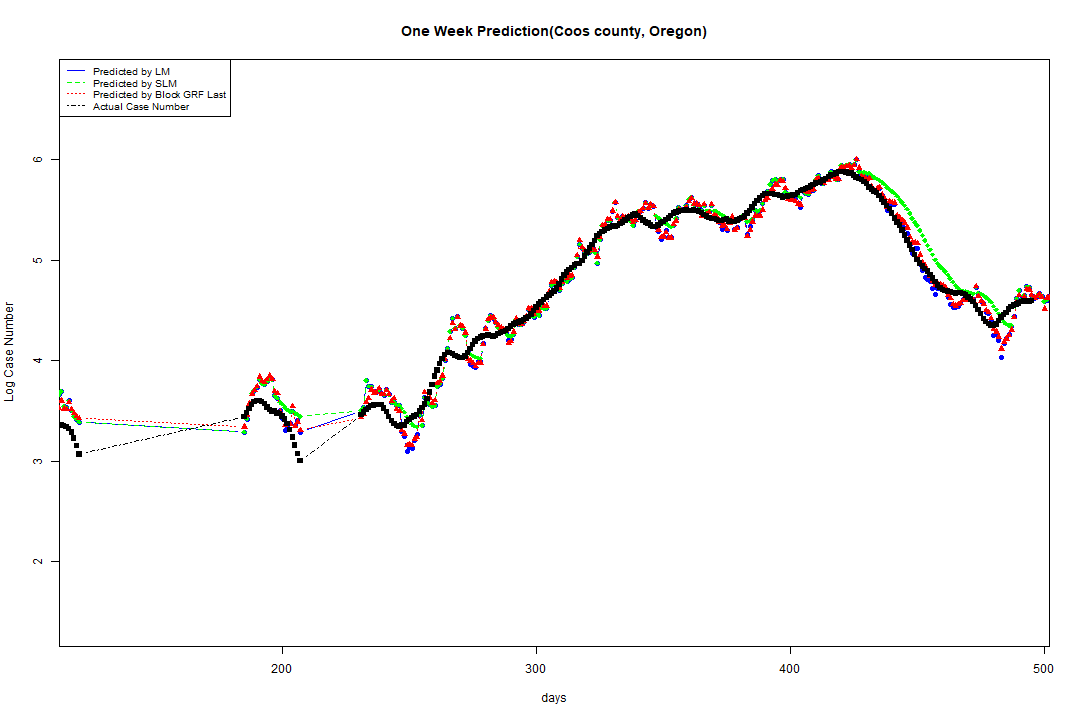 One Week Prediction(Coos county, Oregon)
Predicted by LM
Predicted by SLM
Predicted by Block GRF Last
Actual Case Number
6
5
4
3
2
Log Case Number
200
300
400
500
days